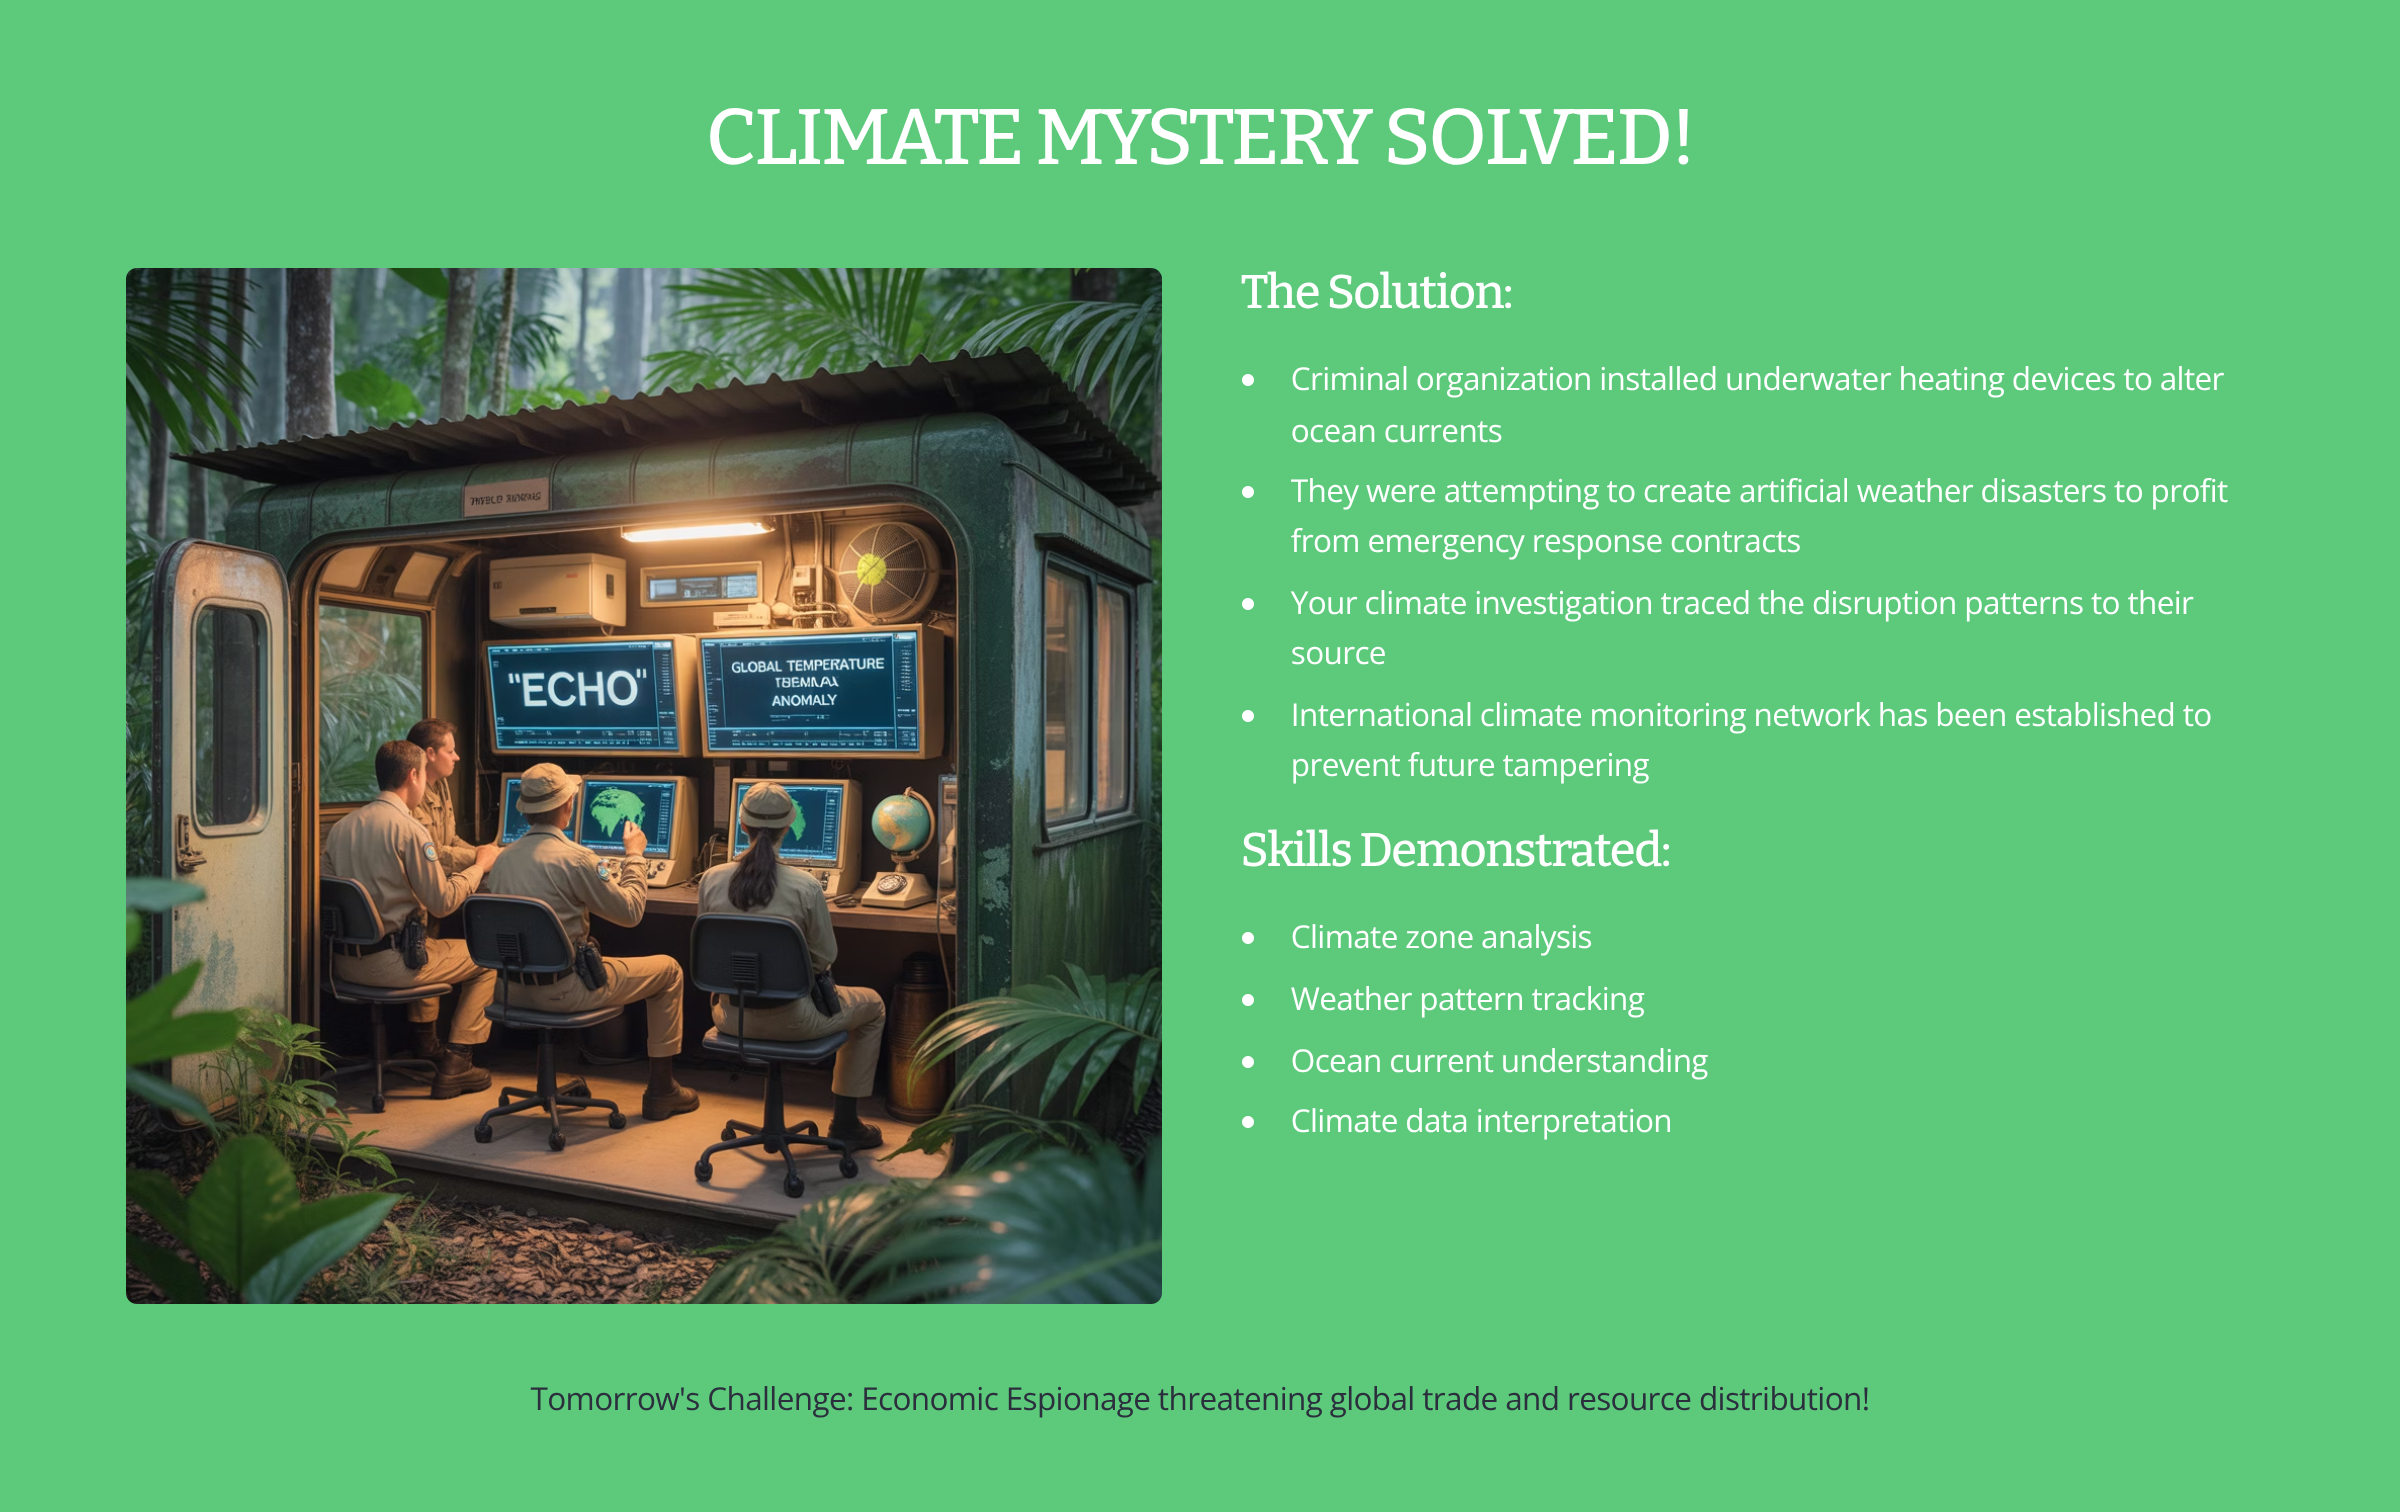 CLIMATE MYSTERY SOLVED!
"ECHO"
GLOBAL TEMPERATURE
ANOMALY
The Solution:
Criminal organization installed underwater heating devices to alter
ocean currents
They were attempting to create artificial weather disasters to profit
from emergency response contracts
Your climate investigation traced the disruption patterns to their
source
International climate monitoring network has been established to
prevent future tampering
Skills Demonstrated:
Climate zone analysis
Weather pattern tracking
Ocean current understanding
Climate data interpretation
Tomorrow's Challenge: Economic Espionage threatening global trade and resource distribution!